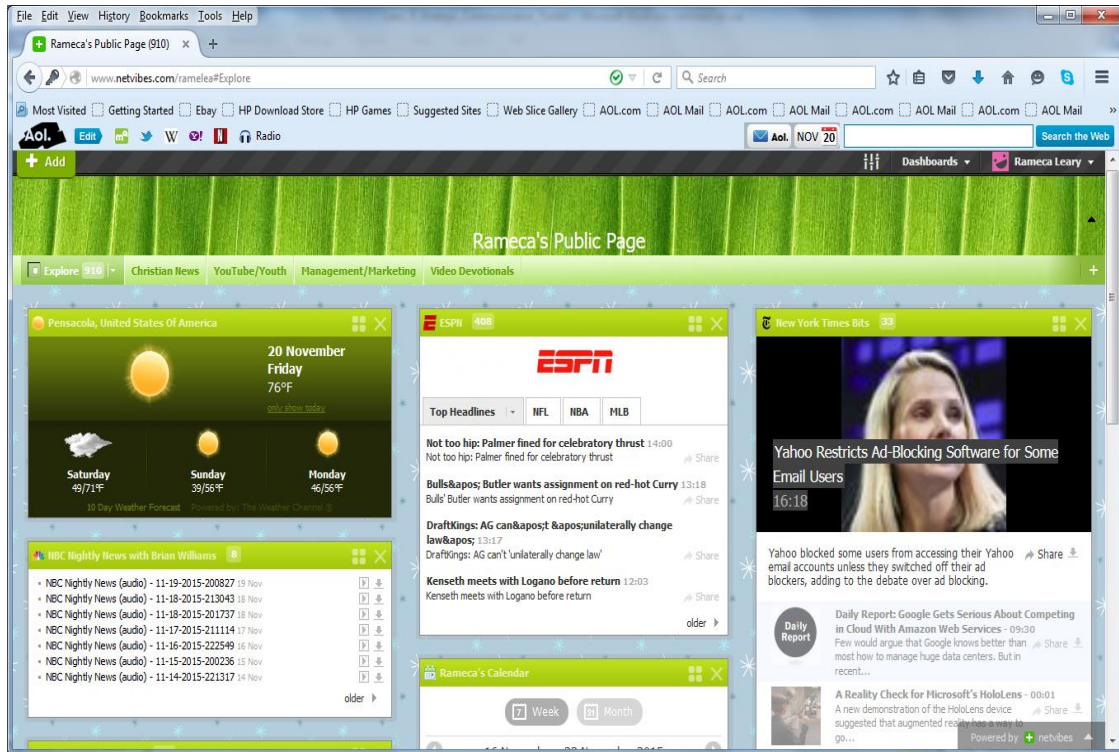 File Edit View History Bookmarks Tools Help
Rameca's Public Page (910) × +
www.netvibes.com/ramelea#Explore
Search
Most Visited Getting Started Ebay HP Download Store HP Games Suggested Sites Web Slice Gallery AOL.com AOL Mail AOL.com AOL Mail AOL.com AOL Mail AOL.com AOL Mail »
Aol. Edit W Y! N Radio Aol. NOV 20 Search the Web
+ Add Dashboards Rameca Leary
Rameca's Public Page
Explore 910 Christian News YouTube/Youth Management/Marketing Video Devotionals +
Pensacola, United States Of America
20 November
Friday
76°F
only show today
Saturday Sunday Monday
49/71°F 39/56°F 46/56°F
10 Day Weather Forecast Powered by: The Weather Channel ®
NBC Nightly News with Brian Williams 8
NBC Nightly News (audio) - 11-19-2015-200827 19 Nov
NBC Nightly News (audio) - 11-18-2015-213043 18 Nov
NBC Nightly News (audio) - 11-18-2015-201737 18 Nov
NBC Nightly News (audio) - 11-17-2015-211114 17 Nov
NBC Nightly News (audio) - 11-16-2015-222549 16 Nov
NBC Nightly News (audio) - 11-15-2015-200236 15 Nov
NBC Nightly News (audio) - 11-14-2015-221317 14 Nov
older
ESPN 408
ESPN
Top Headlines NFL NBA MLB
Not too hip: Palmer fined for celebratory thrust 14:00
Not too hip: Palmer fined for celebratory thrust Share
Bulls&apos; Butler wants assignment on red-hot Curry 13:18
Bulls' Butler wants assignment on red-hot Curry Share
DraftKings: AG can&apos;t &apos;unilaterally change
law&apos; 13:17
DraftKings: AG can't 'unilaterally change law' Share
Kenseth meets with Logano before return 12:03
Kenseth meets with Logano before return Share
older
Rameca's Calendar
7 Week 31 Month
New York Times Bits 33
Yahoo Restricts Ad-Blocking Software for Some
Email Users
16:18
Yahoo blocked some users from accessing their Yahoo Share
email accounts unless they switched off their ad
blockers, adding to the debate over ad blocking.
Daily
Report
Daily Report: Google Gets Serious About Competing
in Cloud With Amazon Web Services - 09:30
Few would argue that Google knows better than Share
most how to manage huge data centers. But in
recent...
A Reality Check for Microsoft's HoloLens - 00:01
A new demonstration of the HoloLens device Share
suggested that augmented reality has a way to
go...
Powered by netvibes